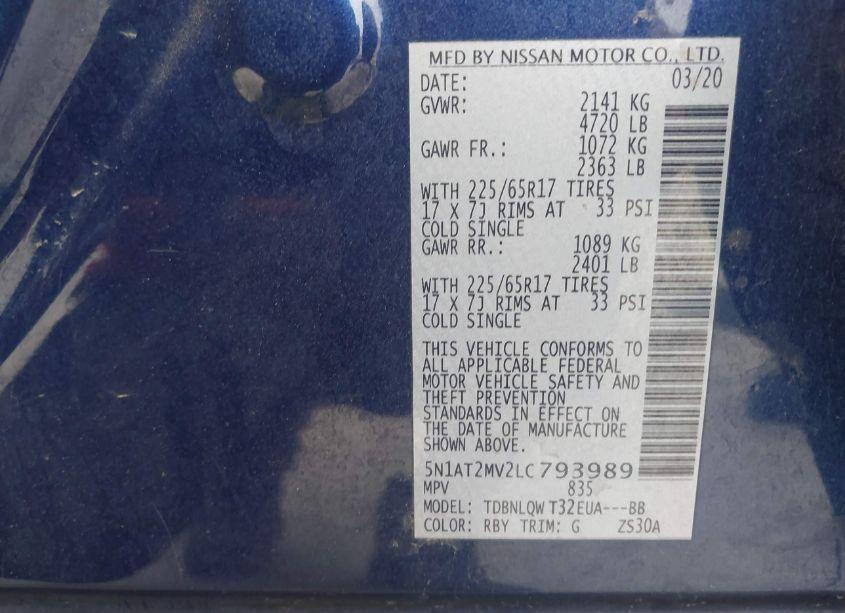 MFD BY NISSAN MOTOR CO., LTD.
DATE: 03/20
GVWR: 2141 KG
4720 LB
GAWR FR.: 1072 KG
2363 LB
WITH 225/65R17 TIRES
17 X 7J RIMS AT 33 PSI
COLD SINGLE
GAWR RR.: 1089 KG
2401 LB
WITH 225/65R17 TIRES
17 X 7J RIMS AT 33 PSI
COLD SINGLE
THIS VEHICLE CONFORMS TO
ALL APPLICABLE FEDERAL
MOTOR VEHICLE SAFETY AND
THEFT PREVENTION
STANDARDS IN EFFECT ON
THE DATE OF MANUFACTURE
SHOWN ABOVE.
5N1AT2MV2LC793989
MPV 835
MODEL: TDBNLQW T32EUA---BB
COLOR: RBY TRIM: G ZS30A